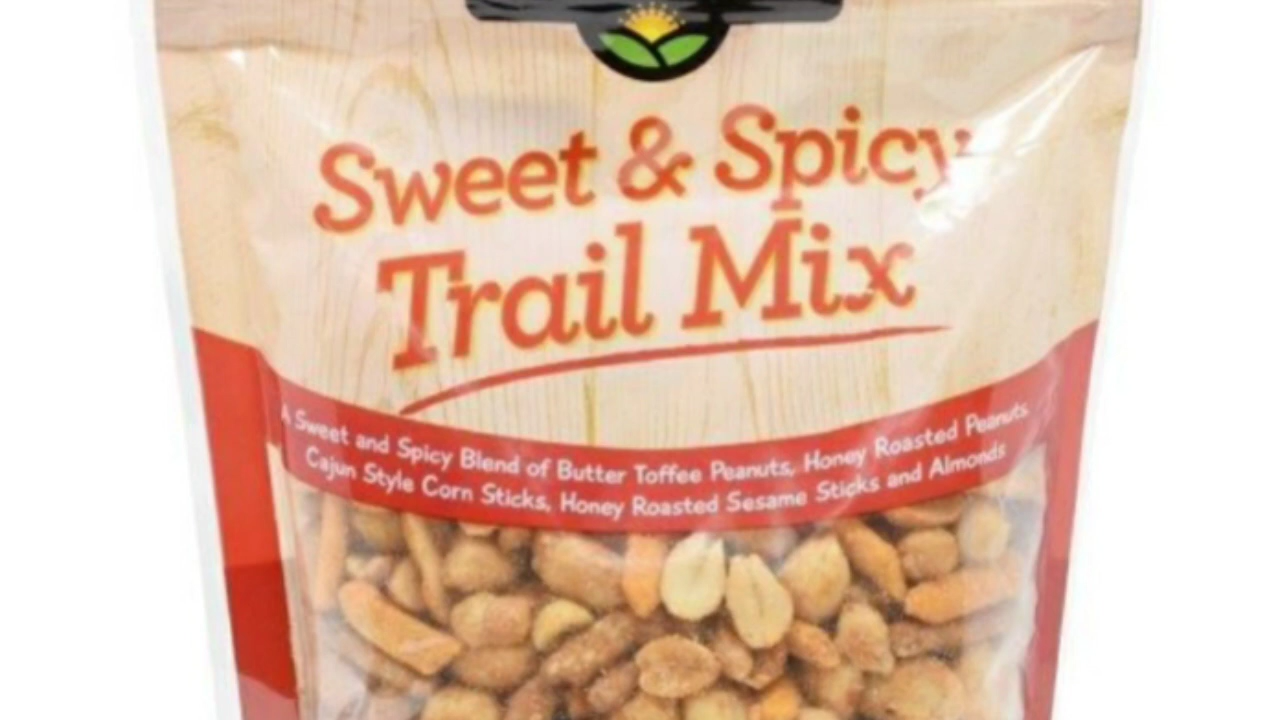 Sweet & Spicy
Trail Mix
A Sweet and Spicy Blend of Butter Toffee Peanuts, Honey Roasted Peanuts,
Cajun Style Corn Sticks, Honey Roasted Sesame Sticks and Almonds